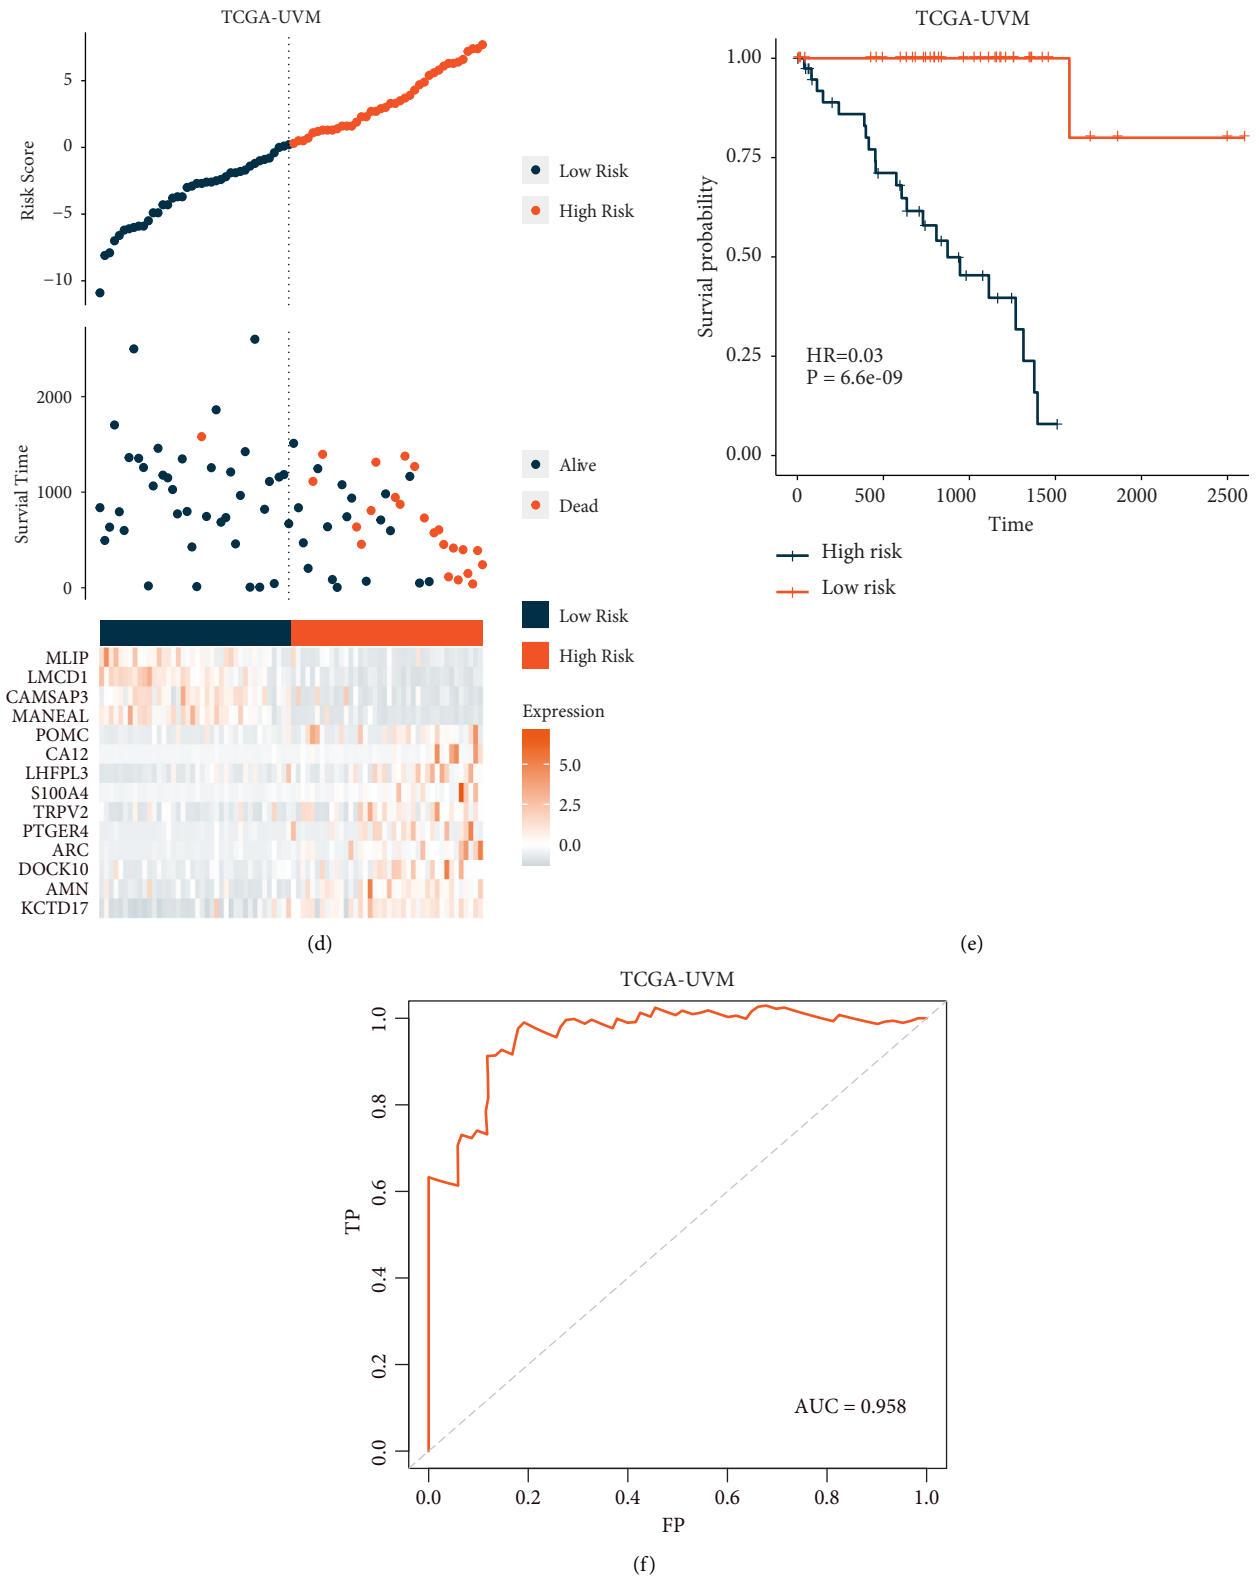 TCGA-UVM
5
0
−5
−10
Risk Score
Low Risk
High Risk
2000
1000
0
Survial Time
Alive
Dead
Low Risk
High Risk
MLIP
LMCD1
CAMSAP3
MANEAL
POMC
CA12
LHFPL3
S100A4
TRPV2
PTGER4
ARC
DOCK10
AMN
KCTD17
Expression
5.0
2.5
0.0
(d)
TCGA-UVM
1.00
0.75
0.50
0.25
0.00
Survial probability
HR=0.03
P = 6.6e-09
0 500 1000 1500 2000 2500
Time
High risk
Low risk
(e)
TCGA-UVM
1.0
0.8
0.6
0.4
0.2
0.0
TP
AUC = 0.958
0.0 0.2 0.4 0.6 0.8 1.0
FP
(f)